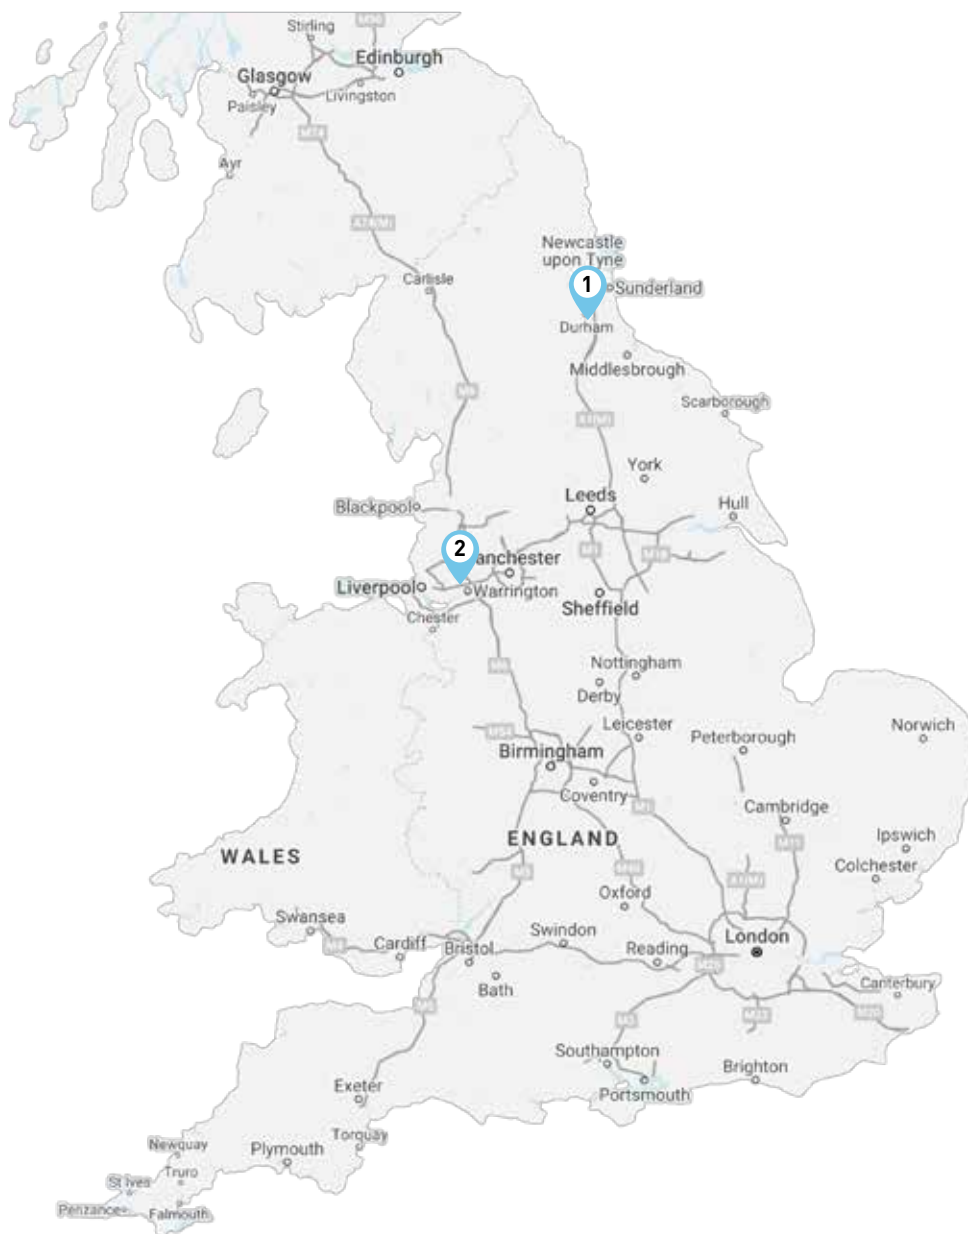 Stirling
Edinburgh
Glasgow
Livingston
Paisley
Ayr
Carlisle
Newcastle
upon Tyne
1
Sunderland
Durham
Middlesbrough
Scarborough
York
Leeds
Hull
Blackpool
2
anchester
Liverpool
Warrington
Sheffield
Chester
Nottingham
Derby
Leicester
Peterborough
Norwich
Birmingham
Coventry
Cambridge
ENGLAND
Ipswich
WALES
Colchester
Oxford
Swansea
Swindon
London
Cardiff
Bristol
Reading
Bath
Canterbury
Southampton
Brighton
Exeter
Portsmouth
Torquay
Newquay
Plymouth
Truro
St Ives
Penzance
Falmouth